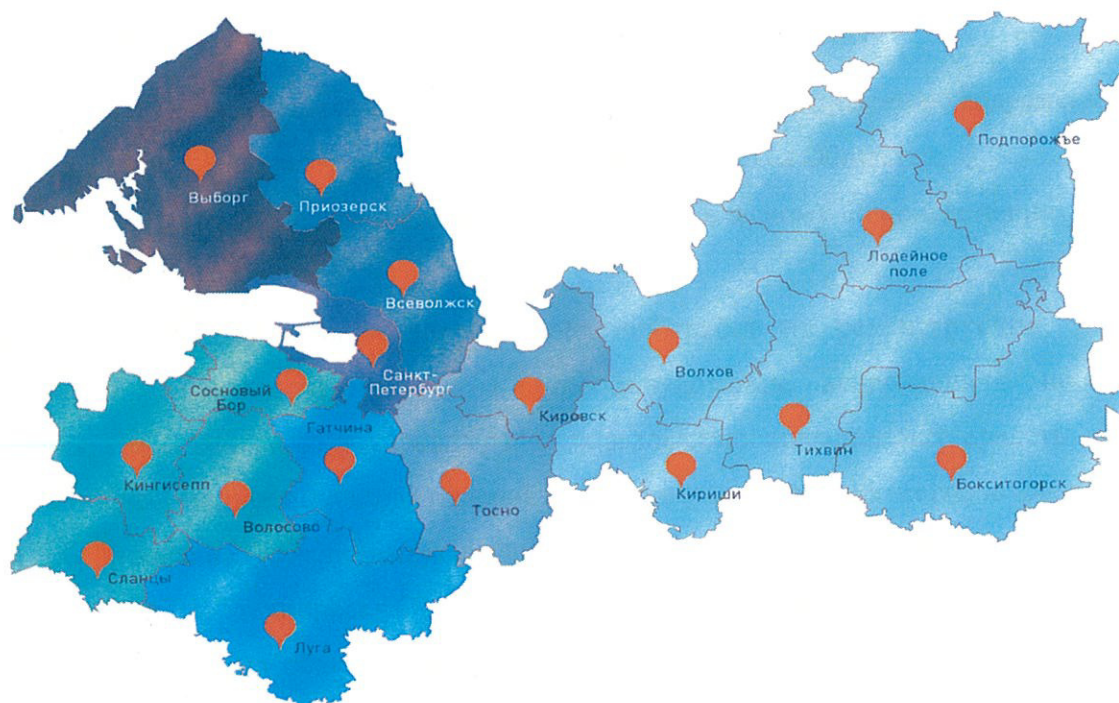 Подпорожье
Выборг
Приозерск
Лодейное
поле
Всеволжск
Санкт-
Петербург
Волхов
Сосновый
Бор
Кировск
Гатчина
Тихвин
Кингисепп
Кириши
Бокситогорск
Тосно
Волосово
Сланцы
Луга